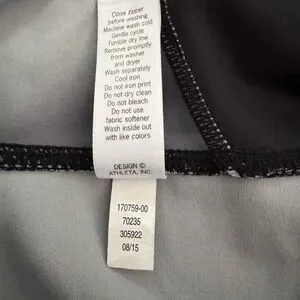 Close zipper
before washing
Machine wash cold
Gentle cycle
Tumble dry low
Remove promptly
from washer
and dryer
Wash separately
Cool iron
Do not iron print
Do not dry clean
Do not bleach
Do not use
fabric softener
Wash inside out
with like colors
DESIGN ©
ATHLETA, INC.
170759-00
70235
305922
08/15